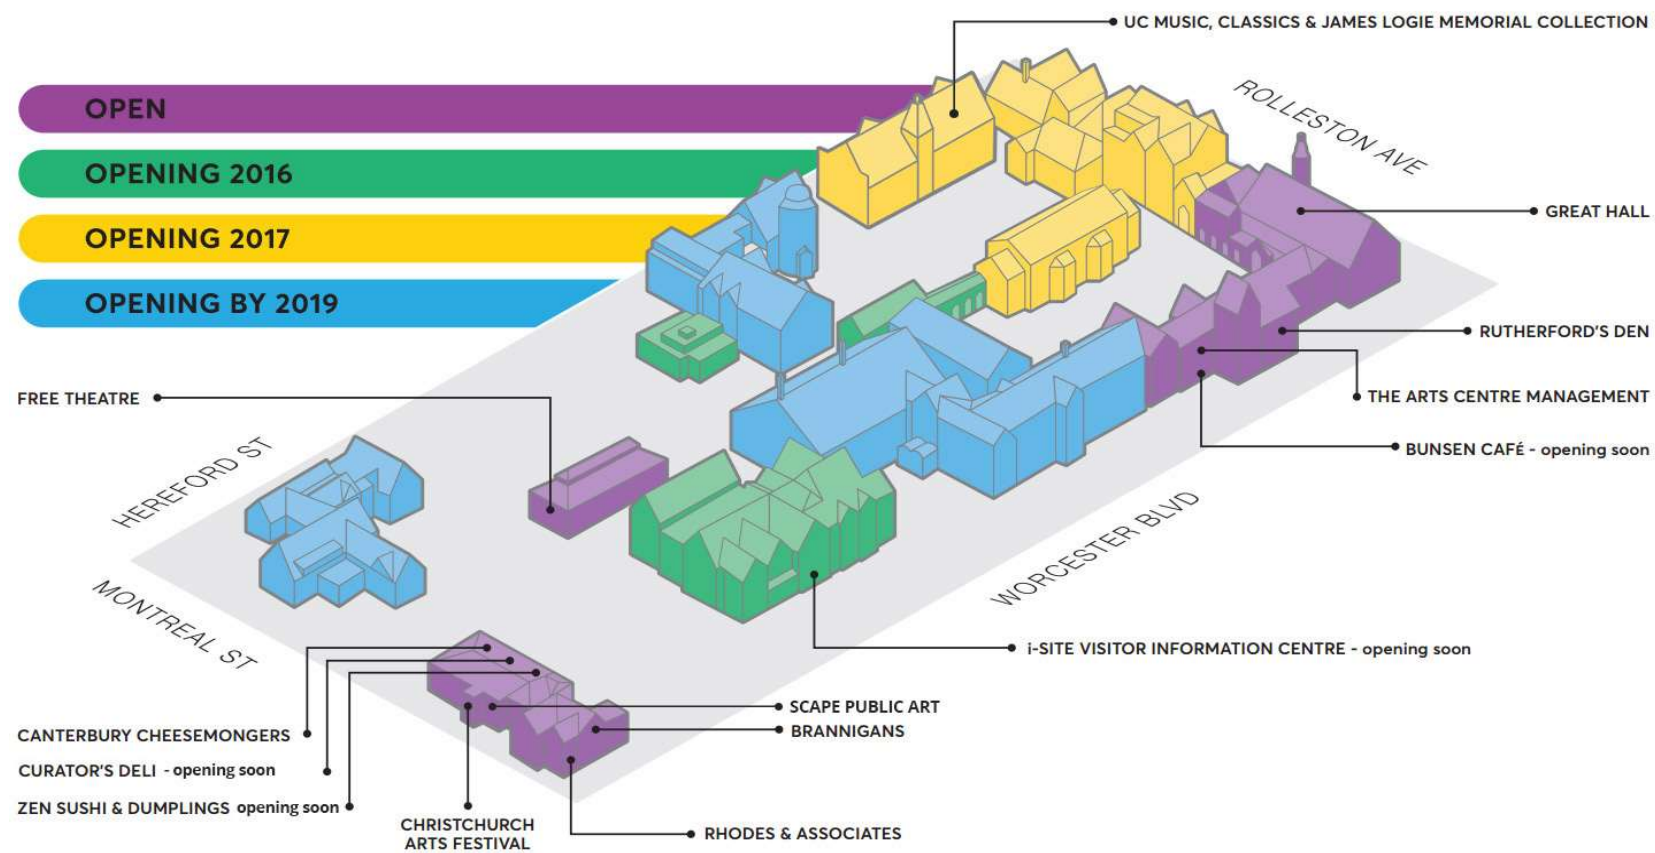 UC MUSIC, CLASSICS & JAMES LOGIE MEMORIAL COLLECTION
OPEN
ROLLESTON AVE
OPENING 2016
GREAT HALL
OPENING 2017
OPENING BY 2019
RUTHERFORD'S DEN
FREE THEATRE
THE ARTS CENTRE MANAGEMENT
BUNSEN CAFÉ - opening soon
HEREFORD ST
WORCESTER BLVD
MONTREAL ST
i-SITE VISITOR INFORMATION CENTRE - opening soon
SCAPE PUBLIC ART
BRANNIGANS
CANTERBURY CHEESEMONGERS
CURATOR'S DELI - opening soon
ZEN SUSHI & DUMPLINGS opening soon
CHRISTCHURCH
ARTS FESTIVAL
RHODES & ASSOCIATES